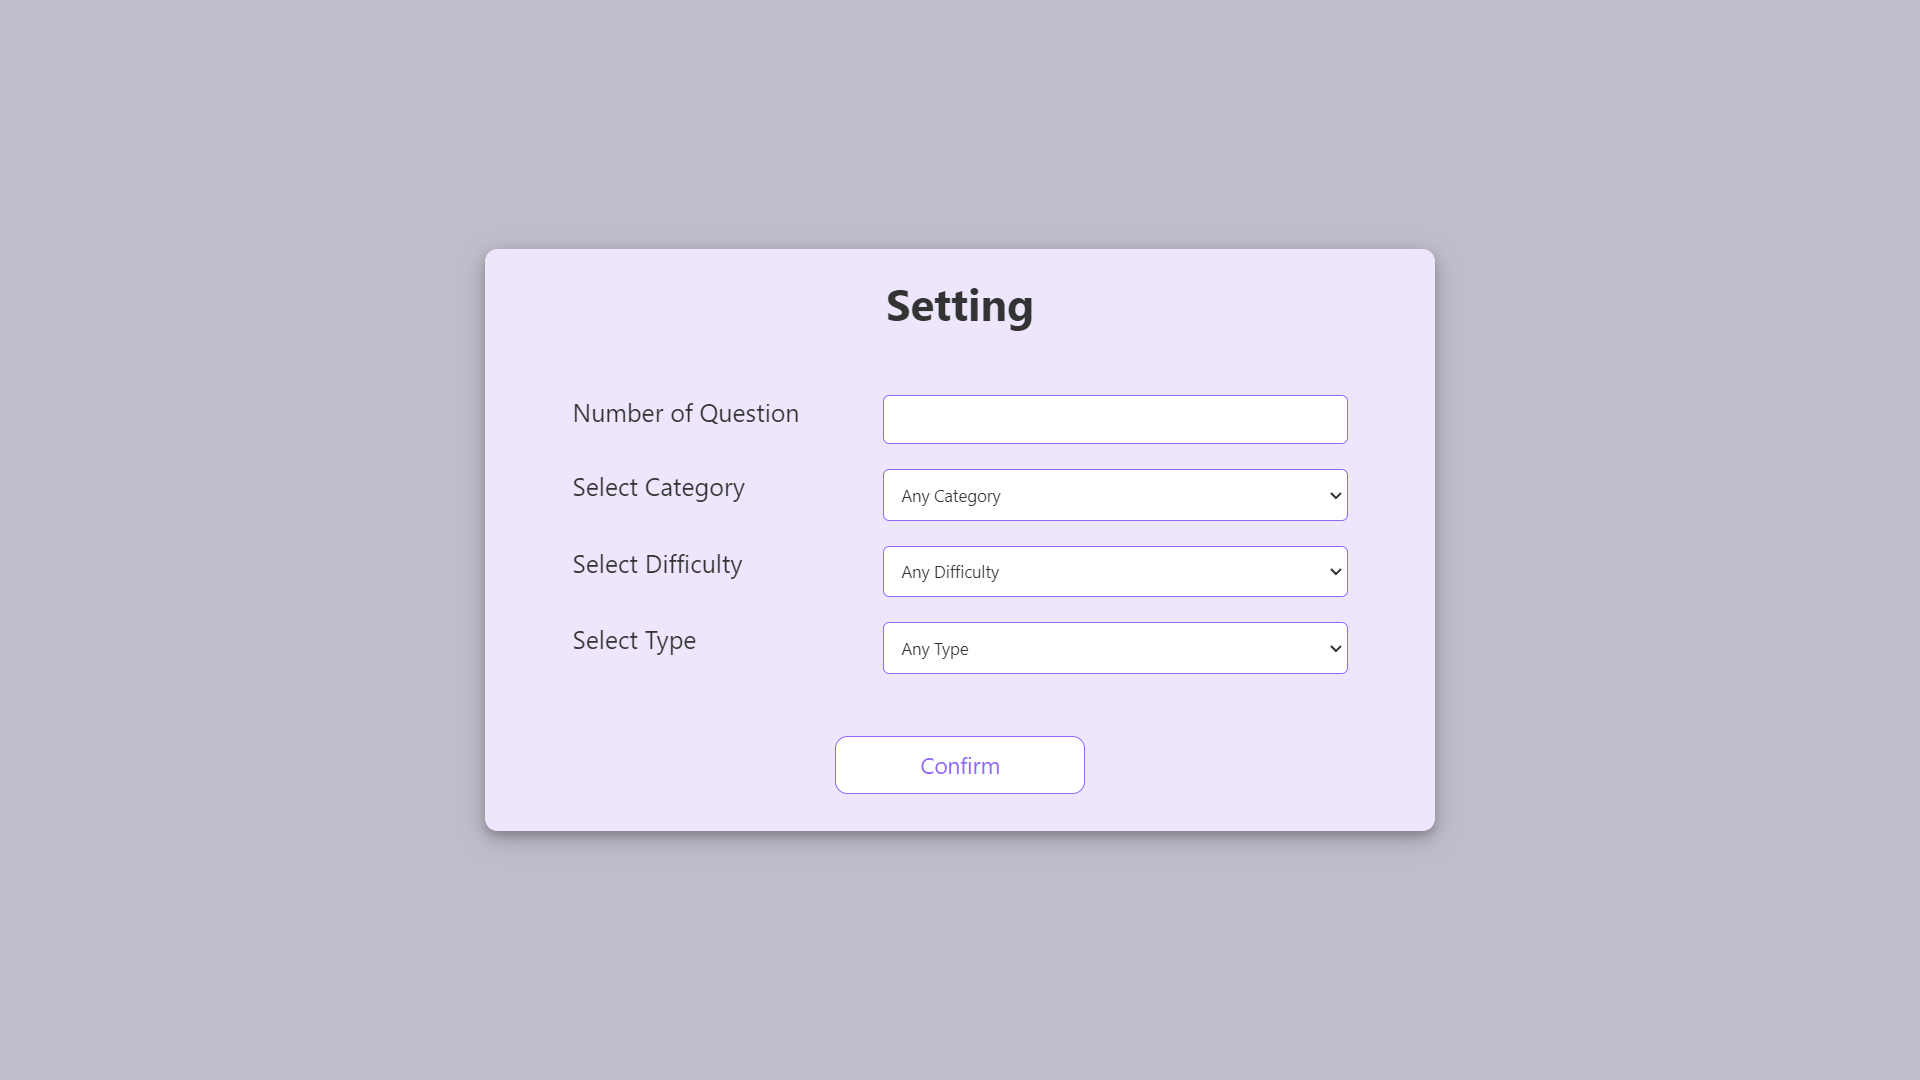 Setting
Number of Question
Select Category
Any Category
Select Difficulty
Any Difficulty
Select Type
Any Type
Confirm